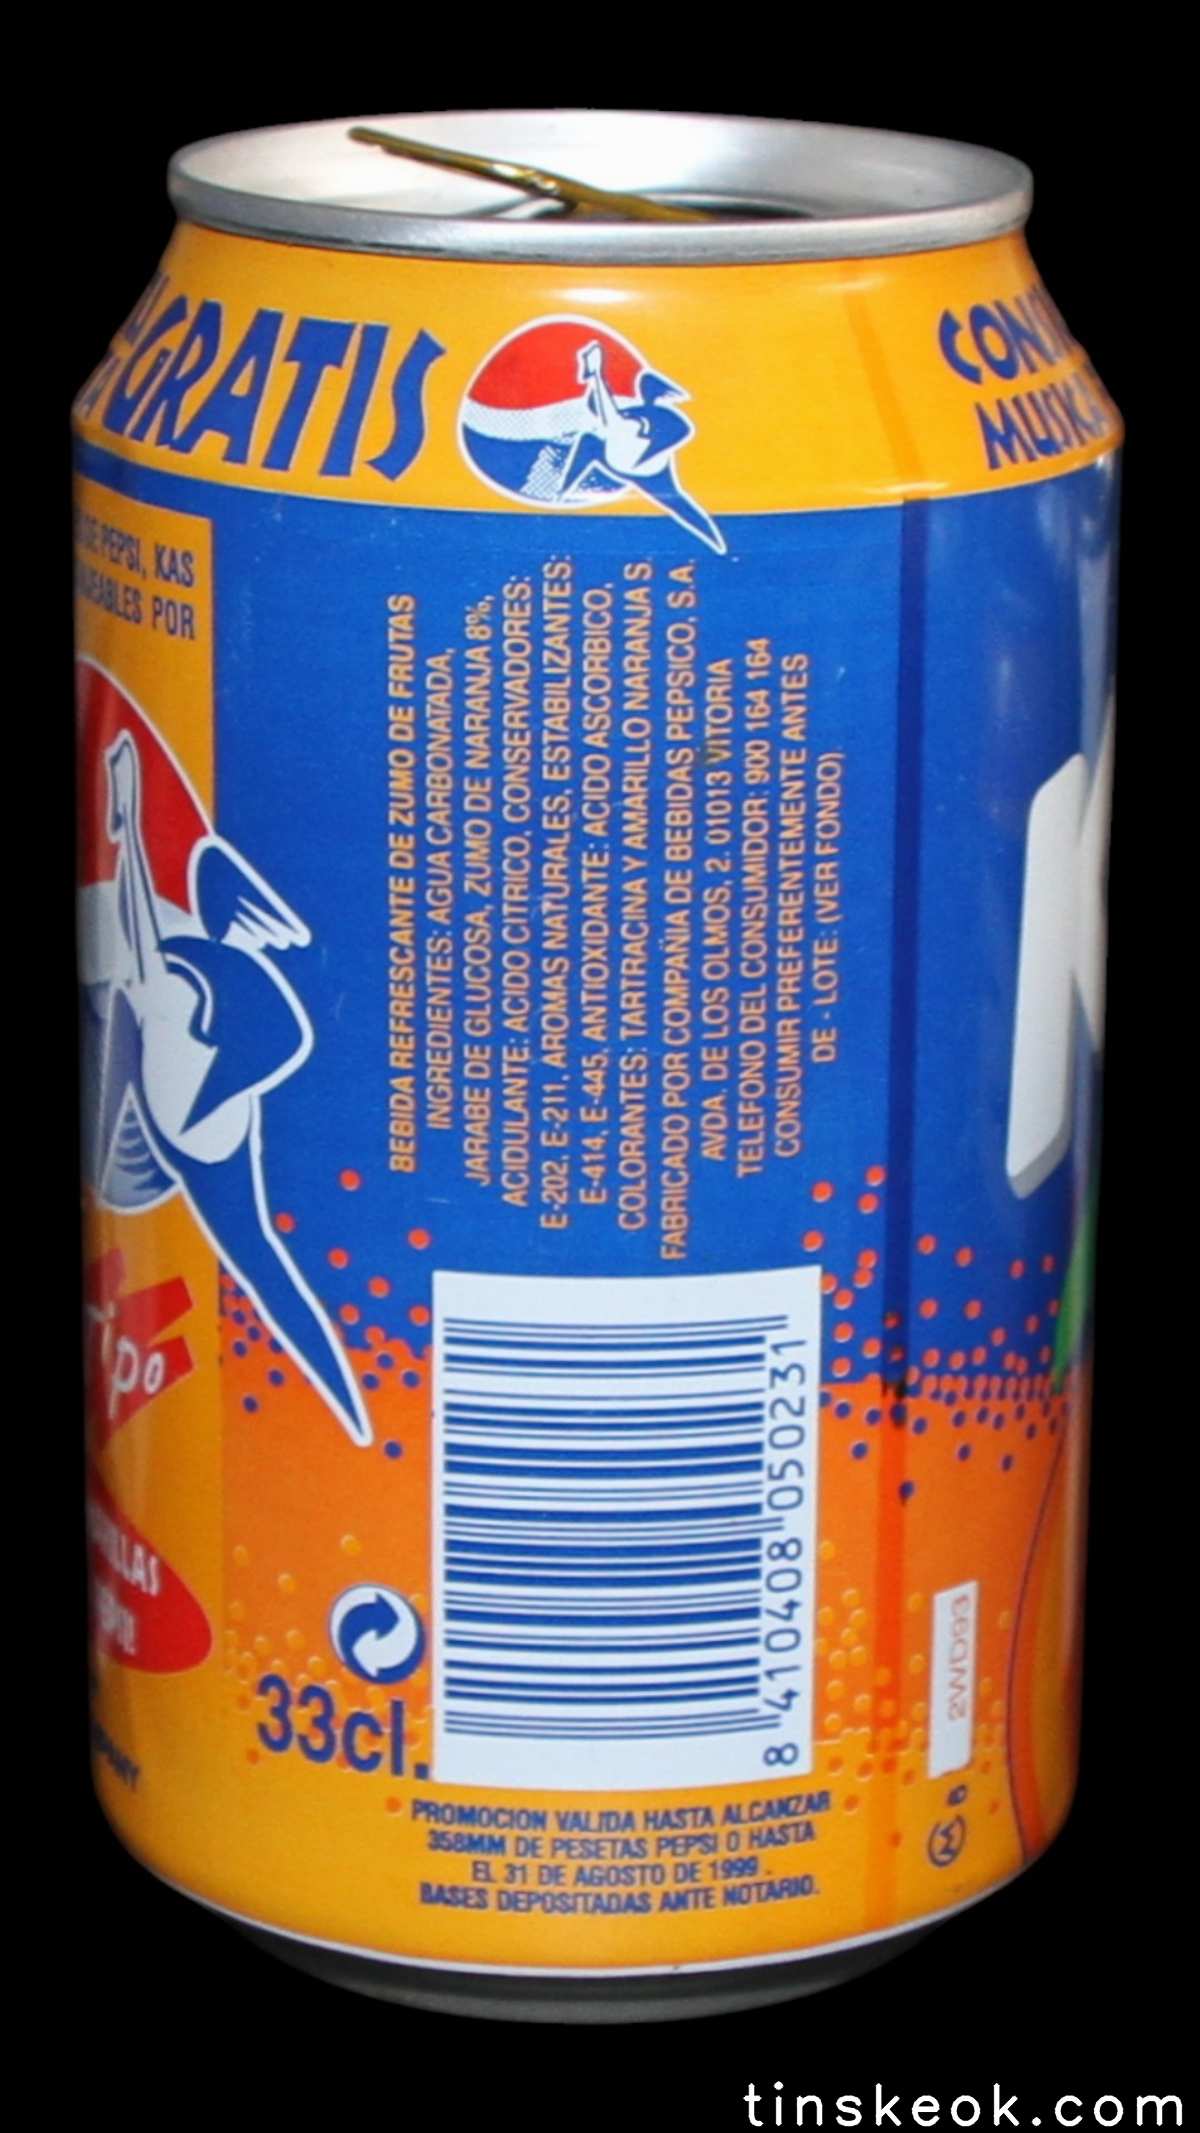 GRATIS
MUSICA
DE PEPSI, KAS
POR
BEBIDA REFRESCANTE DE ZUMO DE FRUTAS
INGREDIENTES: AGUA CARBONATADA,
JARABE DE GLUCOSA, ZUMO DE NARANJA 8%,
ACIDULANTE: ACIDO CITRICO, CONSERVADORES:
E-202, E-211, AROMAS NATURALES, ESTABILIZANTES:
E-414, E-445, ANTIOXIDANTE: ACIDO ASCORBICO,
COLORANTES: TARTRACINA Y AMARILLO NARANJA S.
FABRICADO POR COMPAÑIA DE BEBIDAS PEPSICO, S.A.
AVDA. DE LOS OLMOS, 2. 01013 VITORIA
TELEFONO DEL CONSUMIDOR: 900 164 164
CONSUMIR PREFERENTEMENTE ANTES
DE - LOTE: (VER FONDO)
Tipo
33cl.
8 410408 050231
2WD93
PROMOCION VALIDA HASTA ALCANZAR
358MM DE PESETAS PEPSI O HASTA
EL 31 DE AGOSTO DE 1999.
BASES DEPOSITADAS ANTE NOTARIO.
tinskeok.com